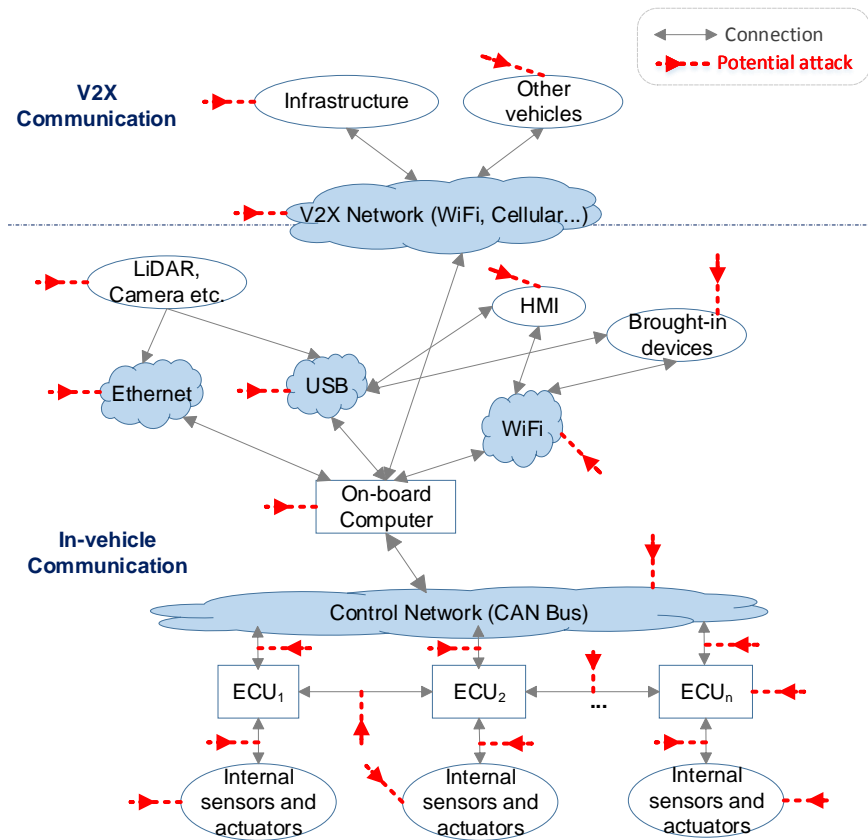 Connection
Potential attack
V2X
Communication
Infrastructure
Other
vehicles
V2X Network (WiFi, Cellular...)
LiDAR,
Camera etc.
HMI
Brought-in
devices
Ethernet
USB
WiFi
On-board
Computer
In-vehicle
Communication
Control Network (CAN Bus)
ECU₁
ECU₂
...
ECUₙ
Internal
sensors and
actuators
Internal
sensors and
actuators
Internal
sensors and
actuators